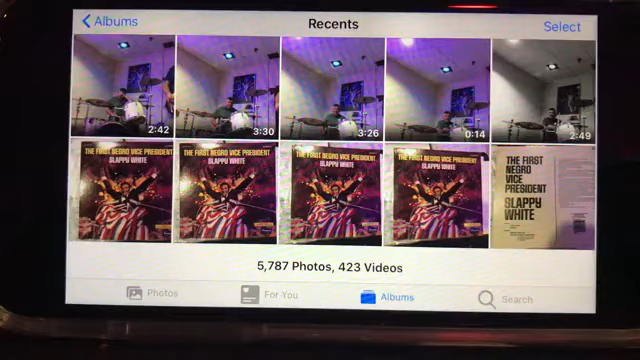 Albums
Recents
Select
2:42
3:30
3:26
0:14
2:49
THE FIRST NEGRO VICE PRESIDENT
SLAPPY WHITE
THE FIRST NEGRO VICE PRESIDENT
SLAPPY WHITE
THE FIRST NEGRO VICE PRESIDENT
SLAPPY WHITE
THE FIRST NEGRO VICE PRESIDENT
SLAPPY WHITE
THE FIRST
NEGRO
VICE
PRESIDENT
SLAPPY
WHITE
5,787 Photos, 423 Videos
Photos
For You
Albums
Search